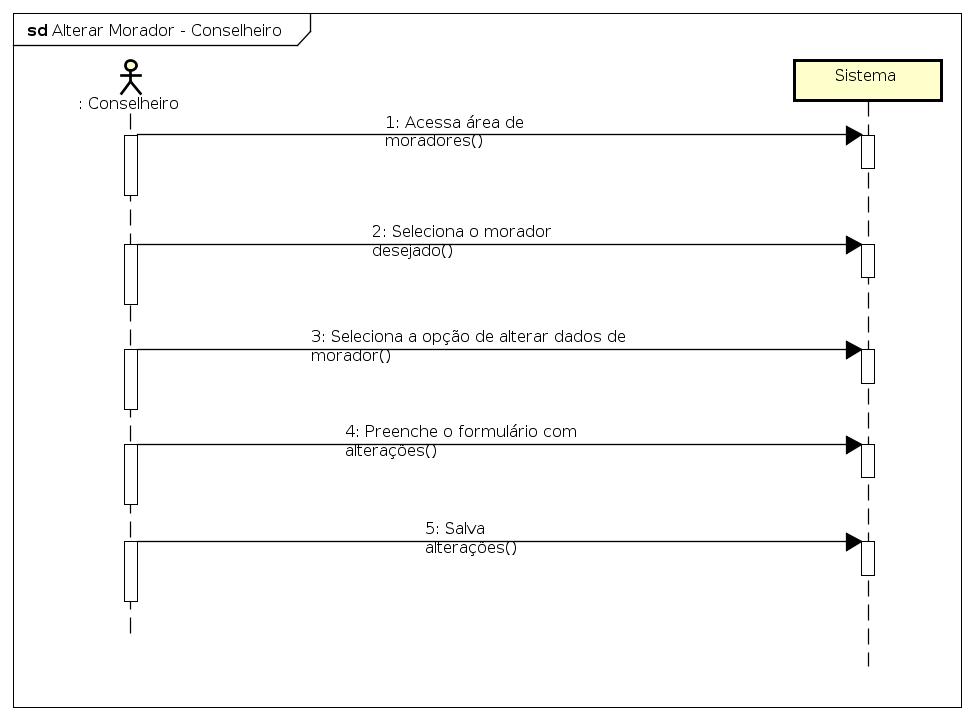 sd Alterar Morador - Conselheiro
: Conselheiro
Sistema
1: Acessa área de
moradores()
2: Seleciona o morador
desejado()
3: Seleciona a opção de alterar dados de
morador()
4: Preenche o formulário com
alterações()
5: Salva
alterações()